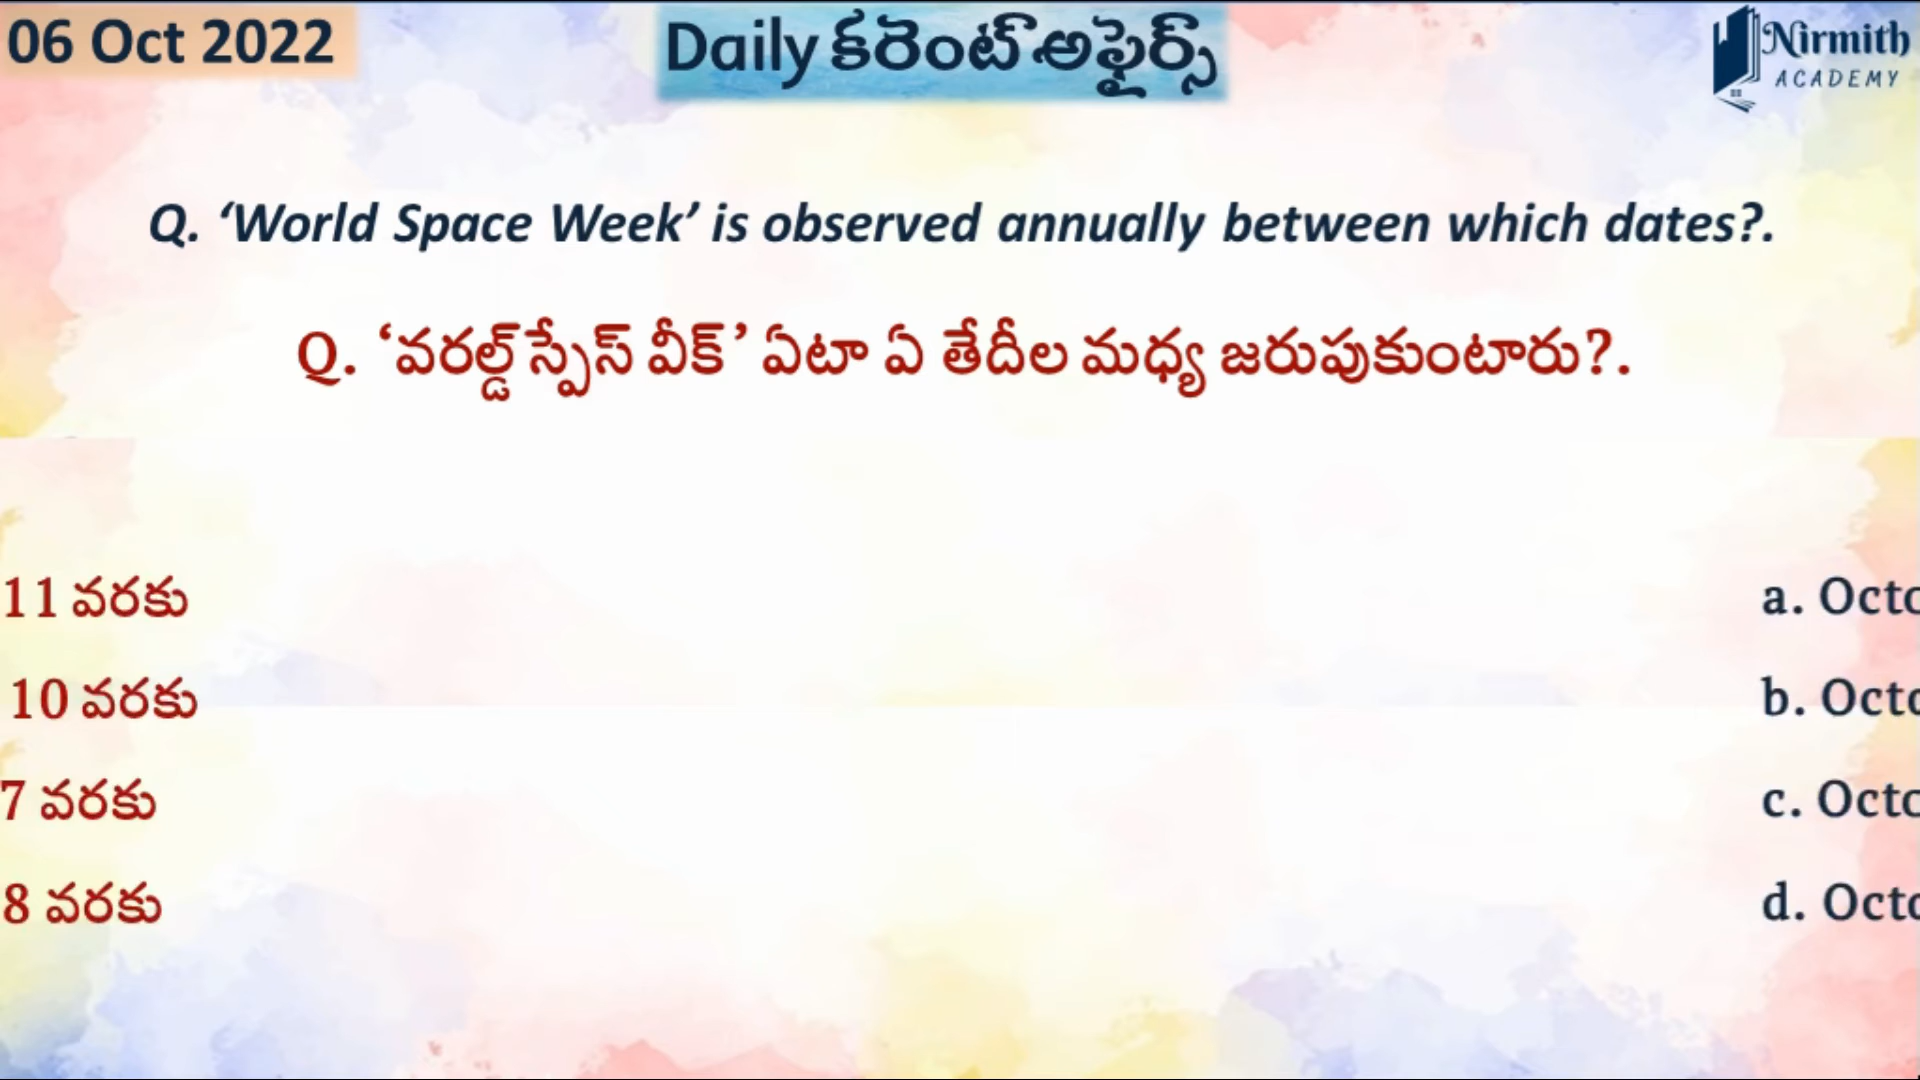 06 Oct 2022
Daily కరెంట్ అఫైర్స్
Nirmith
ACADEMY
Q. ‘World Space Week’ is observed annually between which dates?.
Q. ‘వరల్డ్ స్పేస్ వీక్’ ఏటా ఏ తేదీల మధ్య జరుపుకుంటారు?.
11 వరకు
a. Octo
10 వరకు
b. Octo
7 వరకు
c. Octo
8 వరకు
d. Octo